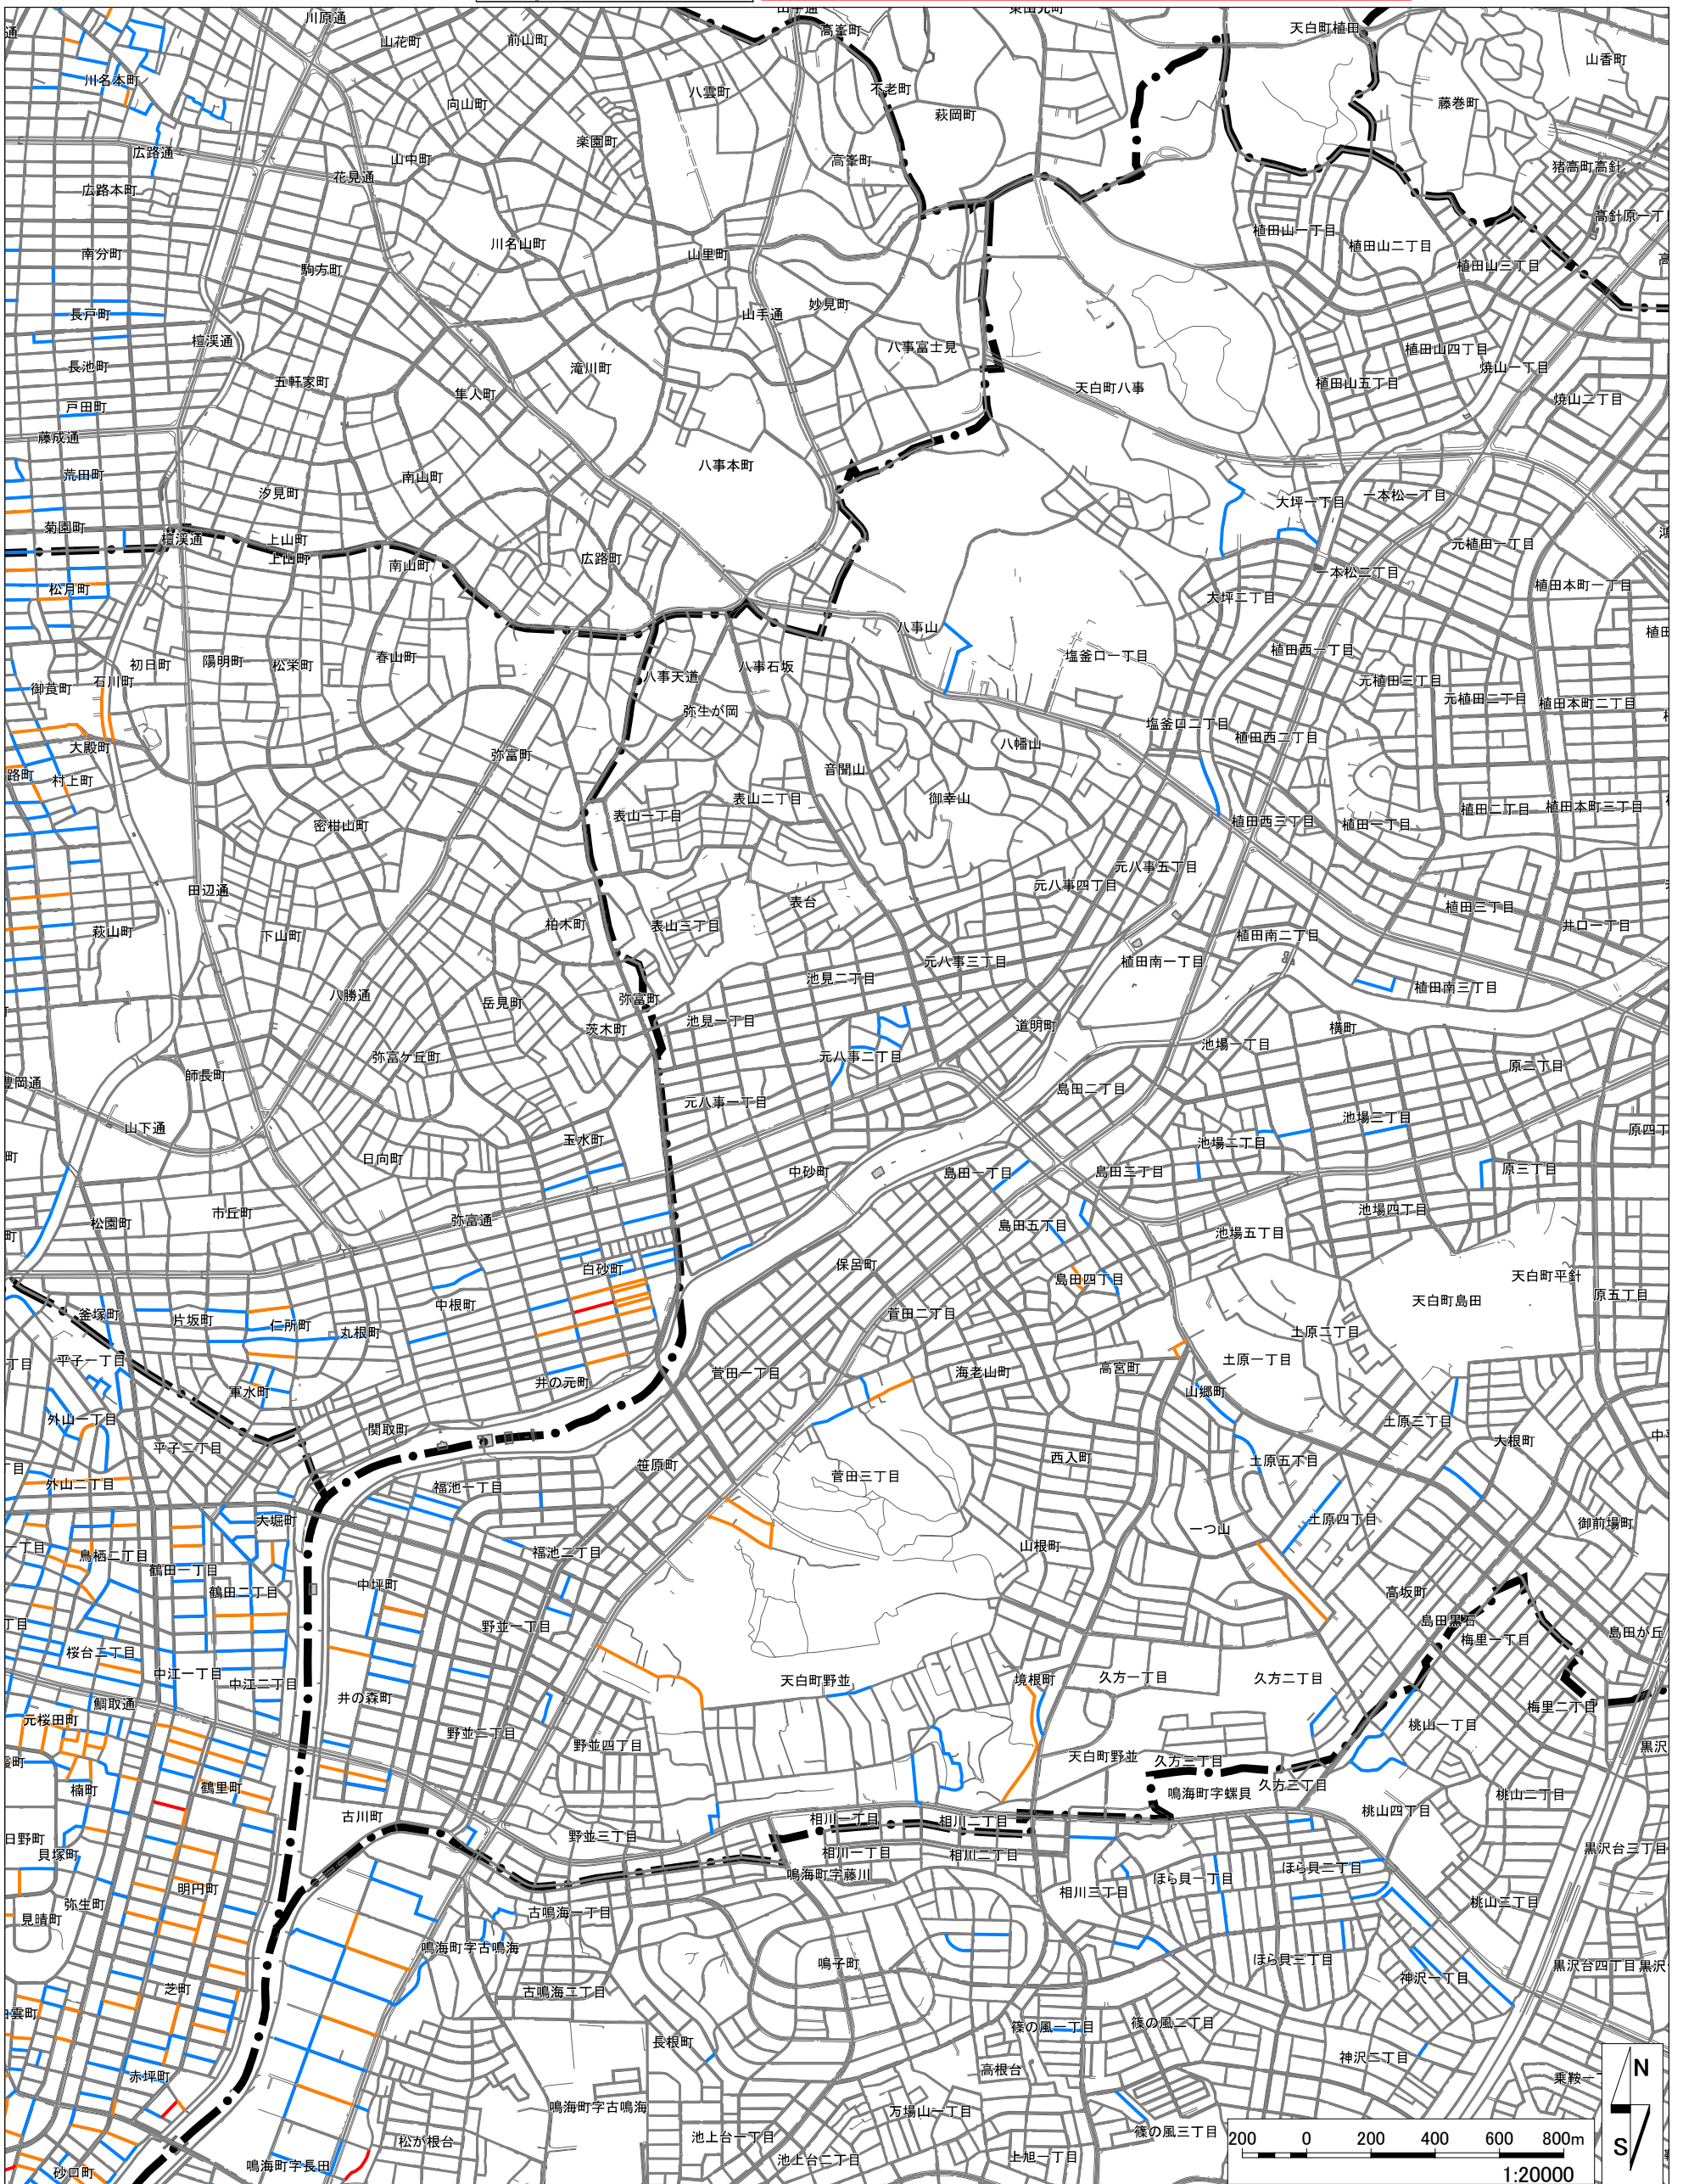 川原通
山花町
前山町
高峯町
天白町植田
山香町
川名本町
向山町
八雲町
不老町
萩岡町
藤巻町
広路通
山中町
楽園町
高峯町
猪高町高針
広路本町
花見通
植田山一丁目
植田山二丁目
植田山三丁目
南分町
駒方町
川名山町
山里町
長戸町
檀渓通
山手通
妙見町
八事富士見
植田山四丁目
焼山一丁目
長池町
五軒家町
隼人町
滝川町
天白町八事
植田山五丁目
焼山二丁目
戸田町
藤成通
荒田町
汐見町
南山町
八事本町
大坪一丁目
一本松一丁目
菊園町
檀渓通
上山町
上山町
南山町
広路町
元植田一丁目
一本松二丁目
植田本町一丁目
松月町
大坪二丁目
八事山
初日町
陽明町
松栄町
春山町
八事天道
八事石坂
塩釜口一丁目
植田西一丁目
御莨町
石川町
弥生が岡
元植田三丁目
元植田二丁目
植田本町二丁目
大殿町
弥富町
音聞山
八幡山
塩釜口二丁目
植田西二丁目
村上町
密柑山町
表山一丁目
表山二丁目
御幸山
植田西三丁目
植田一丁目
植田二丁目
植田本町三丁目
田辺通
元八事五丁目
元八事四丁目
表台
萩山町
下山町
柏木町
表山三丁目
植田三丁目
井口一丁目
植田南二丁目
元八事三丁目
植田南一丁目
池見二丁目
植田南三丁目
八勝通
岳見町
弥富町
茨木町
池見一丁目
道明町
横町
池場一丁目
豊岡通
師長町
弥富ケ丘町
元八事二丁目
島田二丁目
原二丁目
元八事一丁目
山下通
玉水町
池場二丁目
池場三丁目
日向町
中砂町
島田一丁目
島田三丁目
原三丁目
松園町
市丘町
弥富通
島田五丁目
池場五丁目
池場四丁目
白砂町
保呂町
島田四丁目
天白町平針
天白町島田
原五丁目
釜塚町
片坂町
仁所町
丸根町
中根町
菅田二丁目
土原二丁目
平子一丁目
軍水町
井の元町
菅田一丁目
海老山町
高宮町
土原一丁目
山郷町
外山一丁目
平子二丁目
関取町
土原三丁目
大根町
外山二丁目
福池一丁目
笹原町
菅田三丁目
西入町
土原五丁目
大堀町
土原四丁目
一つ山
御前場町
鳥栖二丁目
鶴田一丁目
鶴田二丁目
中坪町
福池二丁目
山根町
高坂町
桜台二丁目
中江一丁目
中江二丁目
野並一丁目
島田黒石
梅里一丁目
島田が丘
鯛取通
井の森町
天白町野並
境根町
久方一丁目
久方二丁目
元桜田町
野並二丁目
野並四丁目
桃山一丁目
梅里二丁目
楠町
鶴里町
天白町野並
久方三丁目
久方三丁目
鳴海町字螺貝
桃山二丁目
古川町
野並三丁目
相川一丁目
相川二丁目
桃山四丁目
貝塚町
相川一丁目
相川二丁目
鳴海町字藤川
ほら貝一丁目
ほら貝二丁目
黒沢台三丁目
弥生町
明円町
相川三丁目
見晴町
古鳴海一丁目
桃山三丁目
鳴海町字古鳴海
鳴子町
ほら貝三丁目
神沢一丁目
黒沢台四丁目
芝町
古鳴海二丁目
長根町
篠の風一丁目
篠の風二丁目
神沢二丁目
赤坪町
高根台
鳴海町字古鳴海
万場山一丁目
松が根台
池上台一丁目
池上台二丁目
上旭一丁目
篠の風三丁目
砂口町
鳴海町字長田
N
S
200 0 200 400 600 800m
1:20000